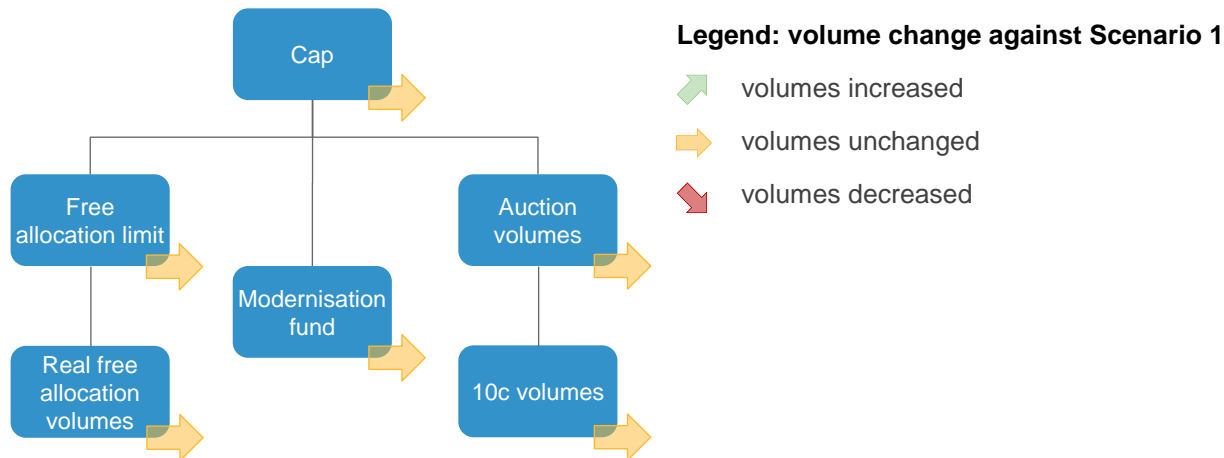 Cap
Free
allocation limit
Real free
allocation
volumes
Modernisation
fund
Auction
volumes
10c volumes
Legend: volume change against Scenario 1
volumes increased
volumes unchanged
volumes decreased